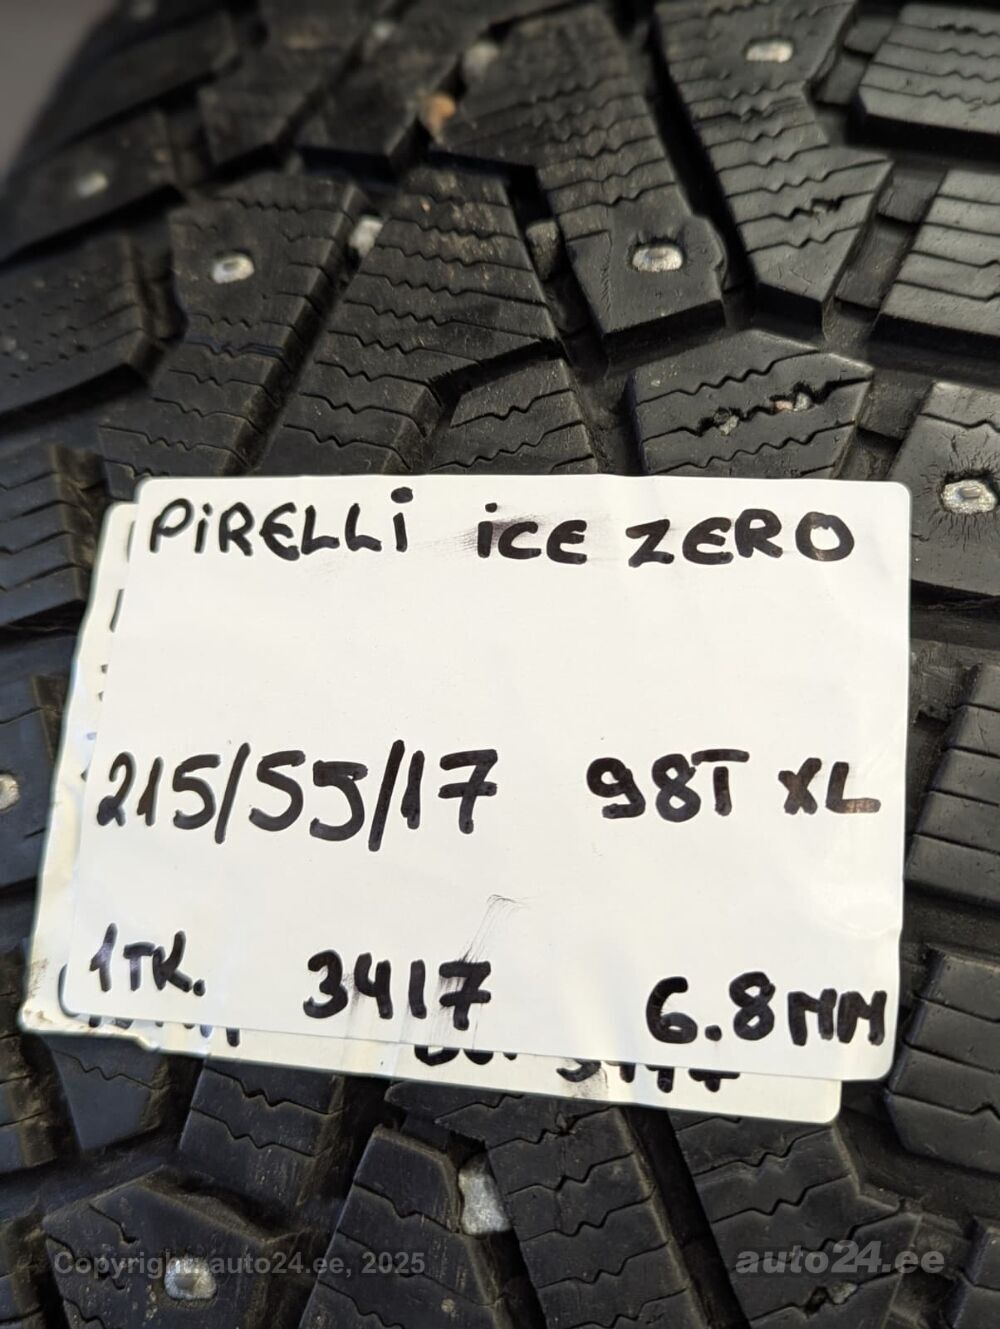 PiRELLi iCE ZERO
215/55/17 98T XL
1TK. 3417 6.8MM
Copyright auto24.ee, 2025
auto24.ee